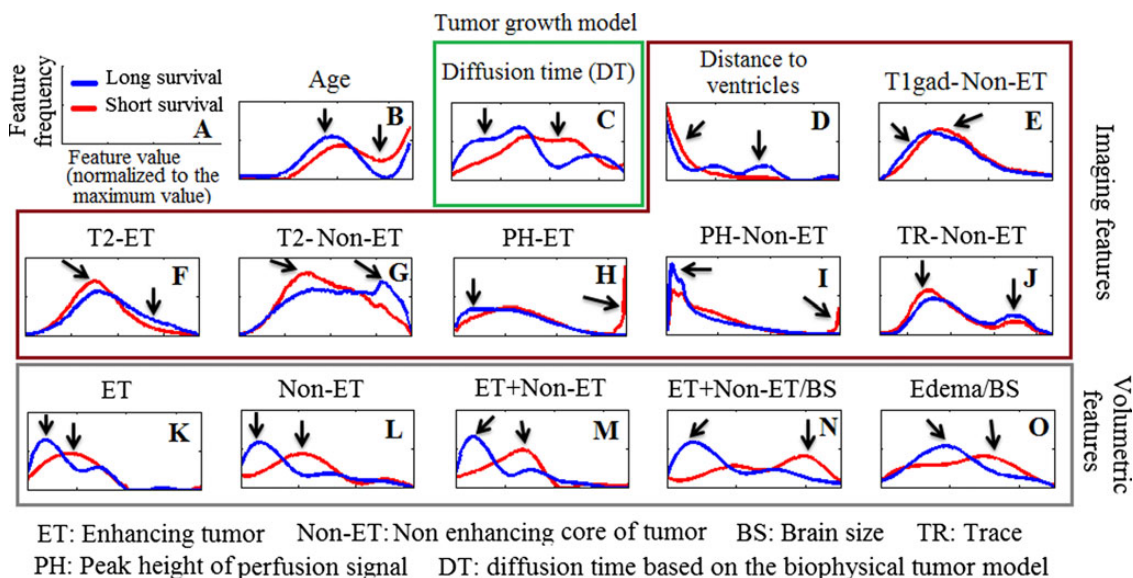 Tumor growth model
Feature
frequency
Long survival
Short survival
A
Feature value
(normalized to the
maximum value)
Age
B
Diffusion time (DT)
C
Distance to
ventricles
D
T1gad-Non-ET
E
T2-ET
F
T2-Non-ET
G
PH-ET
H
PH-Non-ET
I
TR-Non-ET
J
Imaging features
ET
K
Non-ET
L
ET+Non-ET
M
ET+Non-ET/BS
N
Edema/BS
O
Volumetric
features
ET: Enhancing tumor Non-ET: Non enhancing core of tumor BS: Brain size TR: Trace
PH: Peak height of perfusion signal DT: diffusion time based on the biophysical tumor model